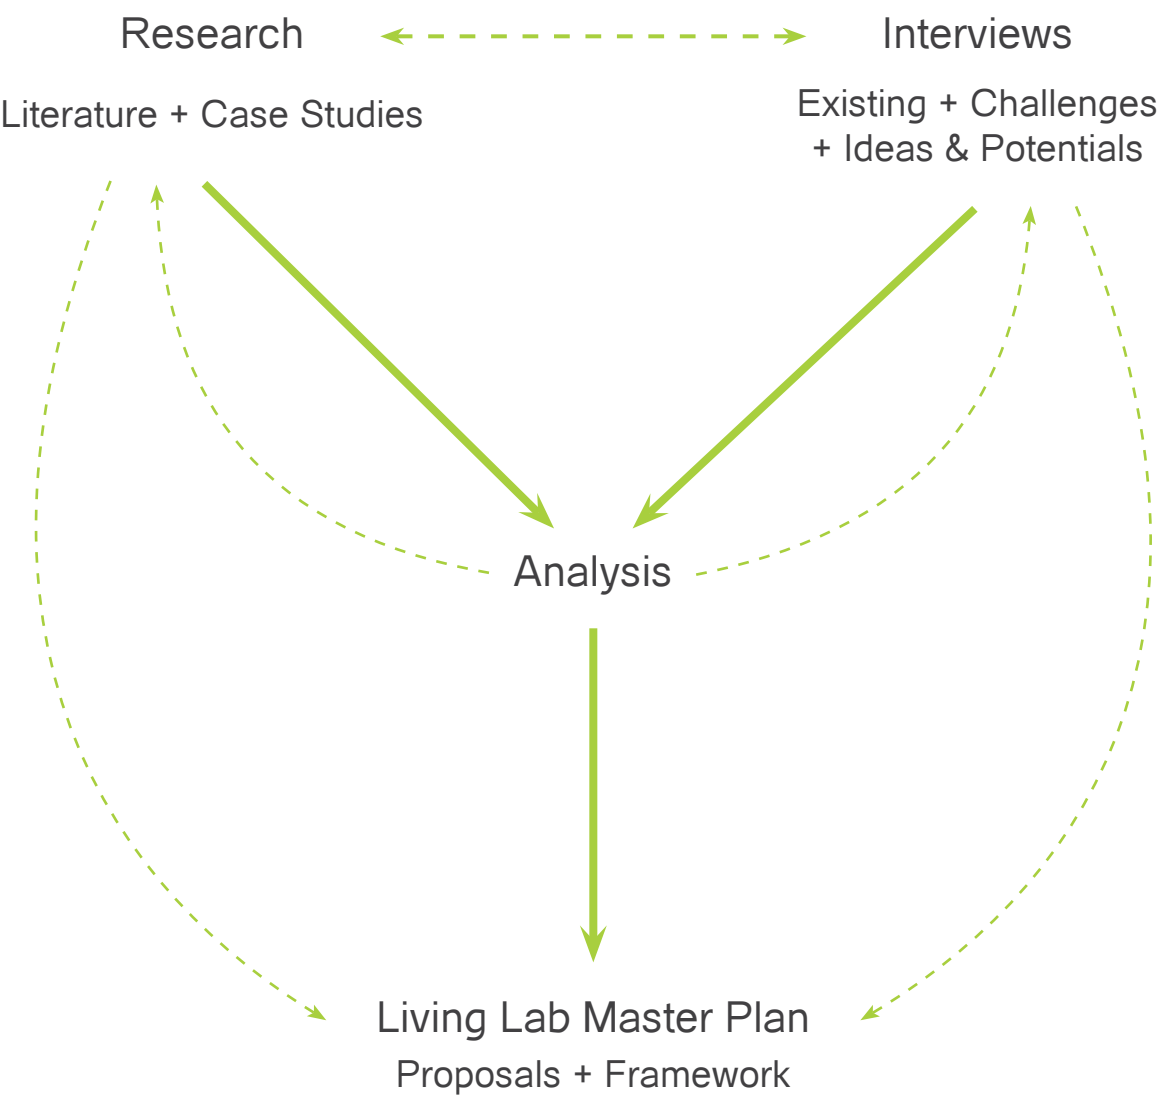 Research
Interviews
Literature + Case Studies
Existing + Challenges
+ Ideas & Potentials
Analysis
Living Lab Master Plan
Proposals + Framework